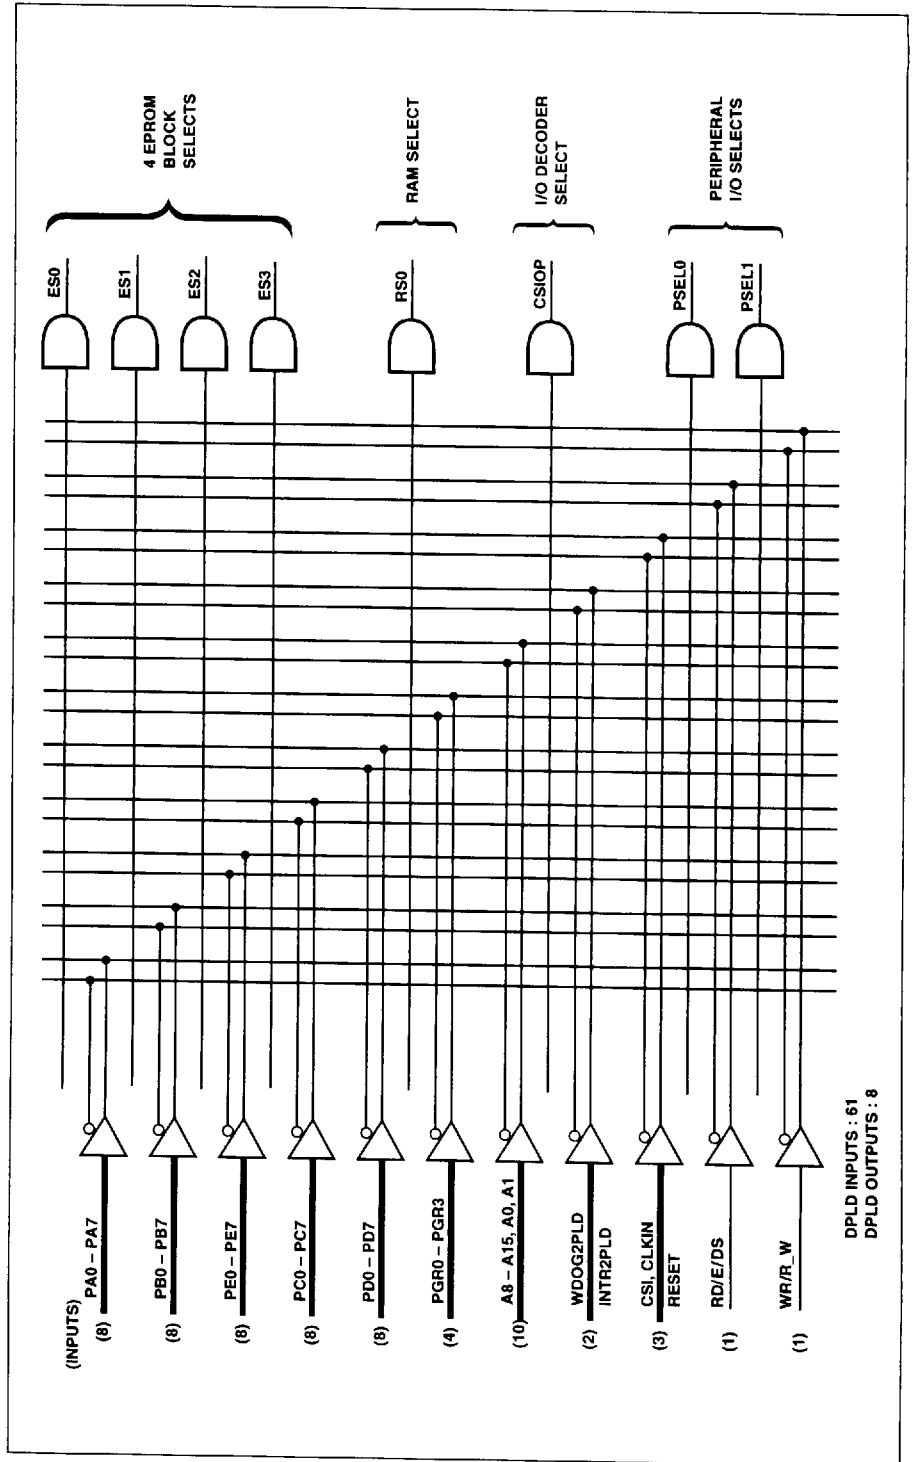 (INPUTS)
(8) PA0 – PA7
(8) PB0 – PB7
(8) PE0 – PE7
(8) PC0 – PC7
(8) PD0 – PD7
(4) PGR0 – PGR3
(10) A8 – A15, A0, A1
(2) WDOG2PLD
INTR2PLD
(3) CSI, CLKIN
RESET
(1) RD/E/DS
(1) WR/R_W
DPLD INPUTS : 61
DPLD OUTPUTS : 8
ES0
ES1
ES2
ES3
RS0
CSIOP
PSEL0
PSEL1
4 EPROM
BLOCK
SELECTS
RAM SELECT
I/O DECODER
SELECT
PERIPHERAL
I/O SELECTS